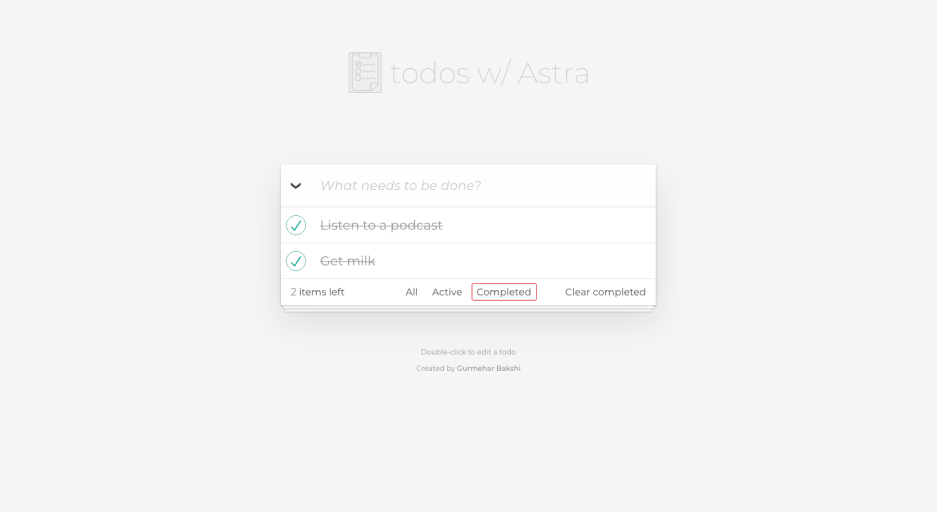 todos w/ Astra
What needs to be done?
Listen to a podcast
Get milk
2 items left All Active Completed Clear completed
Double-click to edit a todo
Created by Gurmehar Bakshi